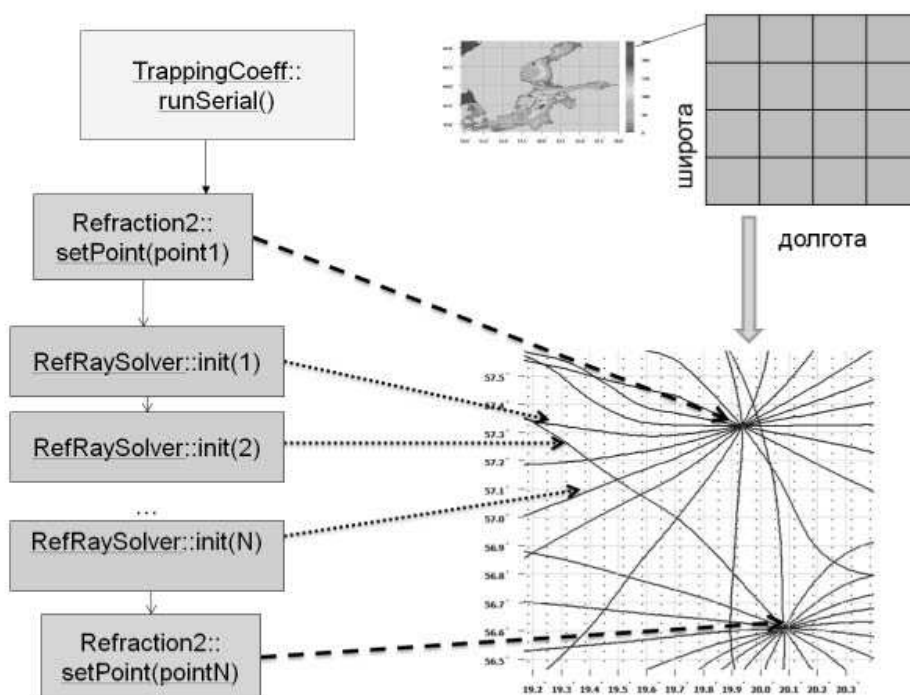 TrappingCoeff::
runSerial()
Refraction2::
setPoint(point1)
RefRaySolver::init(1)
RefRaySolver::init(2)
...
RefRaySolver::init(N)
Refraction2::
setPoint(pointN)
широта
долгота
57.5
57.4
57.3
57.2
57.1
57.0
56.9
56.8
56.7
56.6
56.5
19.2 19.3 19.4 19.5 19.6 19.7 19.8 19.9 20.0 20.1 20.2 20.3